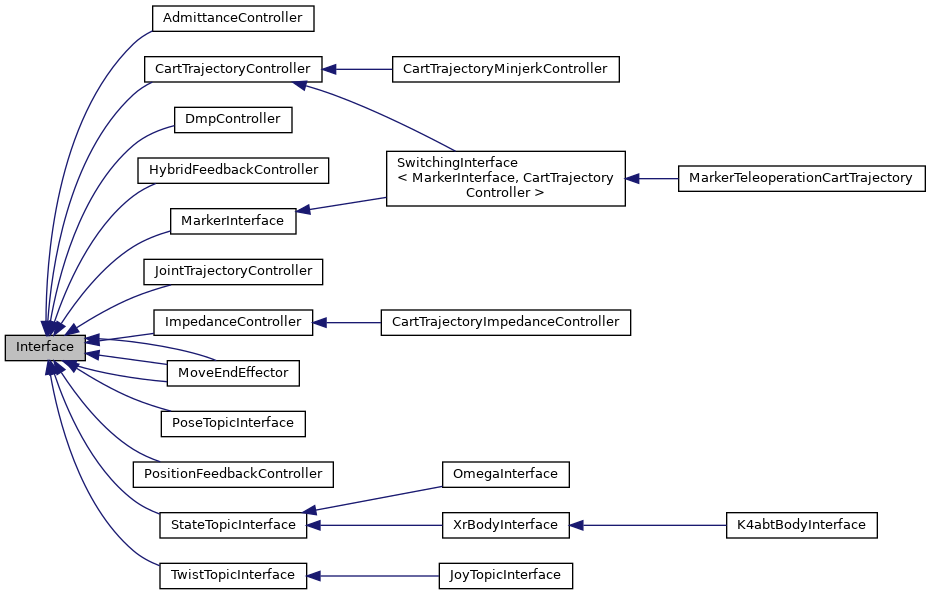 AdmittanceController
CartTrajectoryController
CartTrajectoryMinjerkController
DmpController
SwitchingInterface
< MarkerInterface, CartTrajectory
Controller >
HybridFeedbackController
MarkerTeleoperationCartTrajectory
MarkerInterface
JointTrajectoryController
ImpedanceController
CartTrajectoryImpedanceController
Interface
MoveEndEffector
PoseTopicInterface
PositionFeedbackController
OmegaInterface
StateTopicInterface
XrBodyInterface
K4abtBodyInterface
TwistTopicInterface
JoyTopicInterface